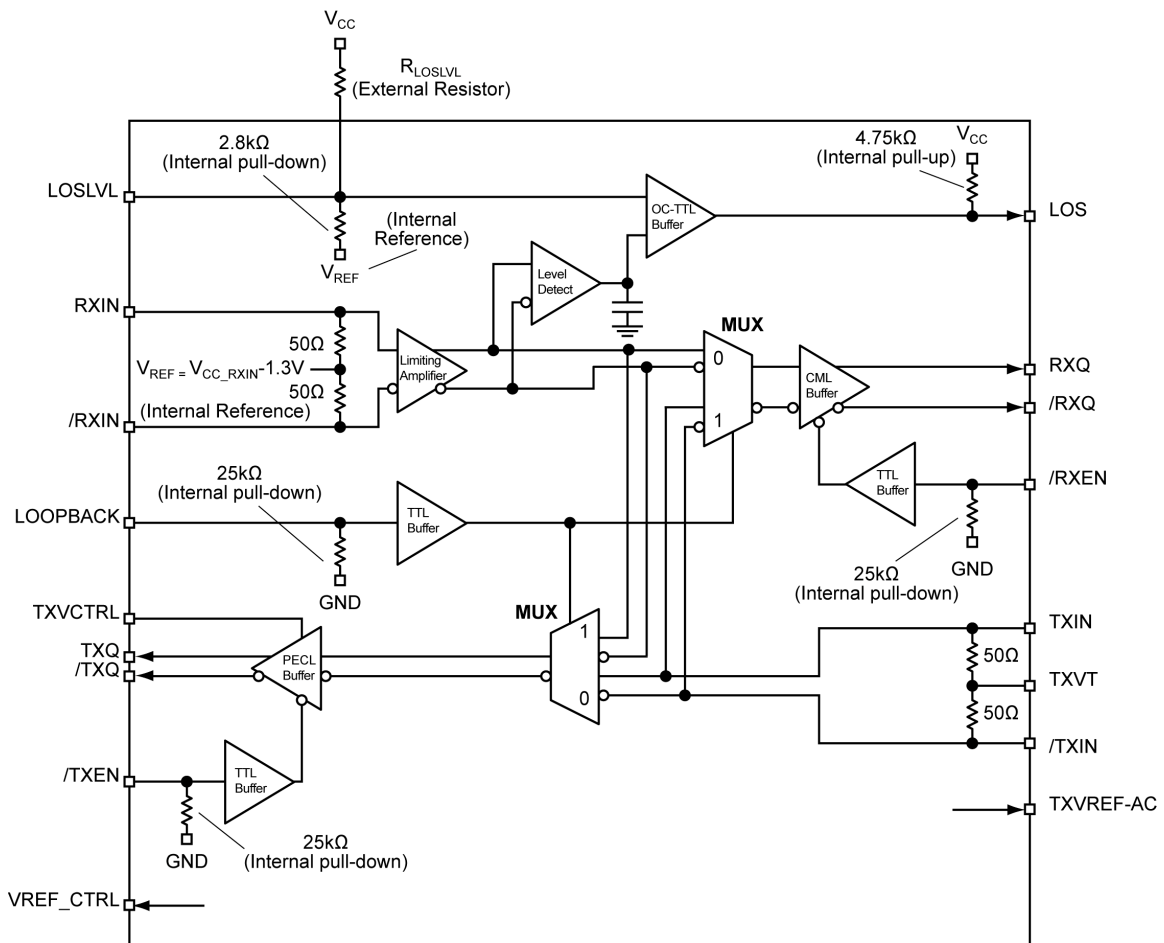 VCC
RLOSLVL
(External Resistor)
2.8kΩ
(Internal pull-down)
4.75kΩ
(Internal pull-up)
VCC
LOSLVL
(Internal
Reference)
VREF
OC-TTL
Buffer
LOS
Level
Detect
RXIN
50Ω
VREF = VCC_RXIN-1.3V
50Ω
(Internal Reference)
/RXIN
Limiting
Amplifier
MUX
0
1
CML
Buffer
RXQ
/RXQ
TTL
Buffer
/RXEN
25kΩ
(Internal pull-down)
LOOPBACK
TTL
Buffer
GND
GND
25kΩ
(Internal pull-down)
TXVCTRL
TXQ
/TXQ
PECL
Buffer
MUX
1
0
TXIN
50Ω
TXVT
50Ω
/TXIN
/TXEN
TTL
Buffer
GND
25kΩ
(Internal pull-down)
TXVREF-AC
VREF_CTRL